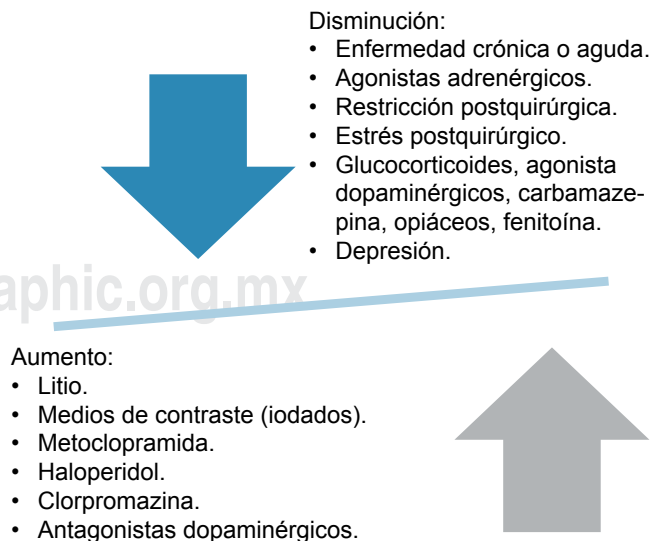 Disminución:
• Enfermedad crónica o aguda.
• Agonistas adrenérgicos.
• Restricción postquirúrgica.
• Estrés postquirúrgico.
• Glucocorticoides, agonista
dopaminérgicos, carbamaze-
pina, opiáceos, fenitoína.
• Depresión.
aphic.org.mx
Aumento:
• Litio.
• Medios de contraste (iodados).
• Metoclopramida.
• Haloperidol.
• Clorpromazina.
• Antagonistas dopaminérgicos.